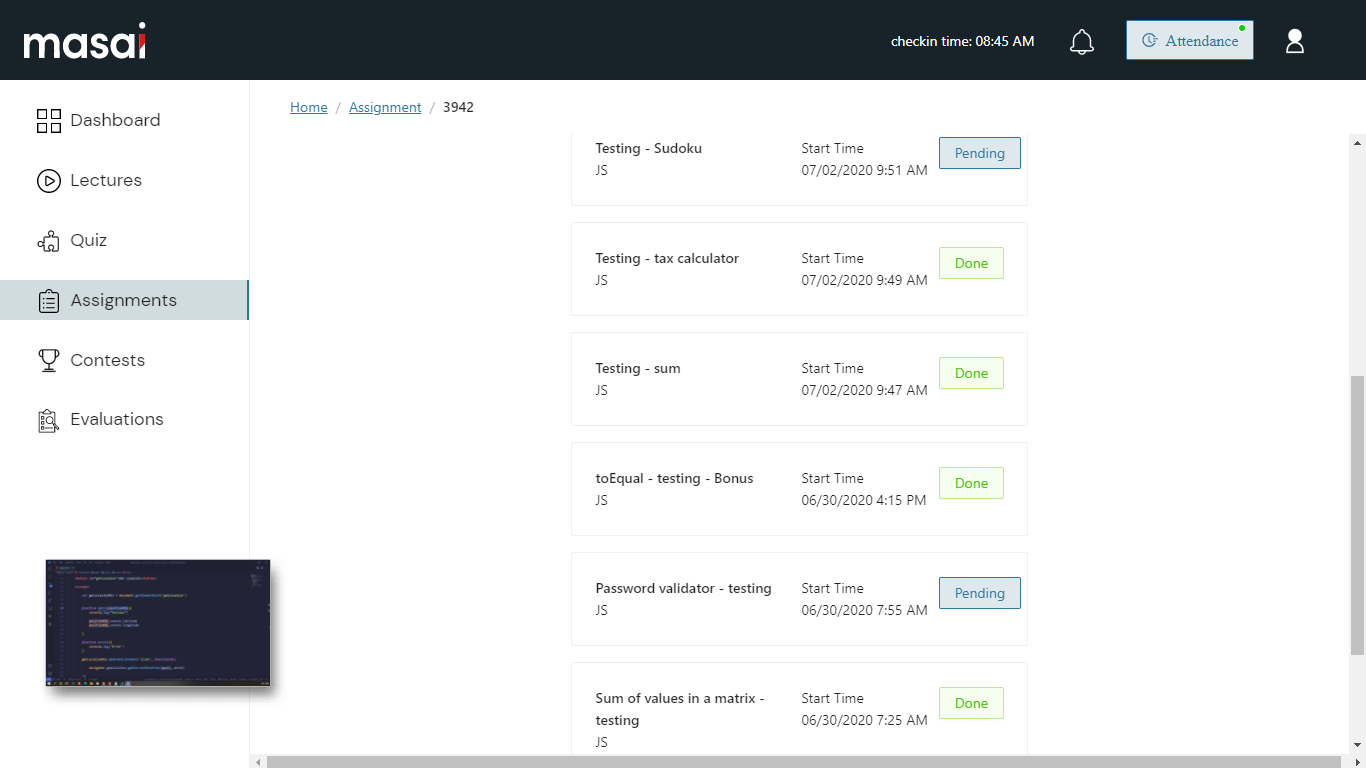 masai
checkin time: 08:45 AM
Attendance
Dashboard
Lectures
Quiz
Assignments
Contests
Evaluations
Home / Assignment / 3942
Testing - Sudoku
JS
Start Time
07/02/2020 9:51 AM
Pending
Testing - tax calculator
JS
Start Time
07/02/2020 9:49 AM
Done
Testing - sum
JS
Start Time
07/02/2020 9:47 AM
Done
toEqual - testing - Bonus
JS
Start Time
06/30/2020 4:15 PM
Done
Password validator - testing
JS
Start Time
06/30/2020 7:55 AM
Pending
Sum of values in a matrix -
testing
JS
Start Time
06/30/2020 7:25 AM
Done